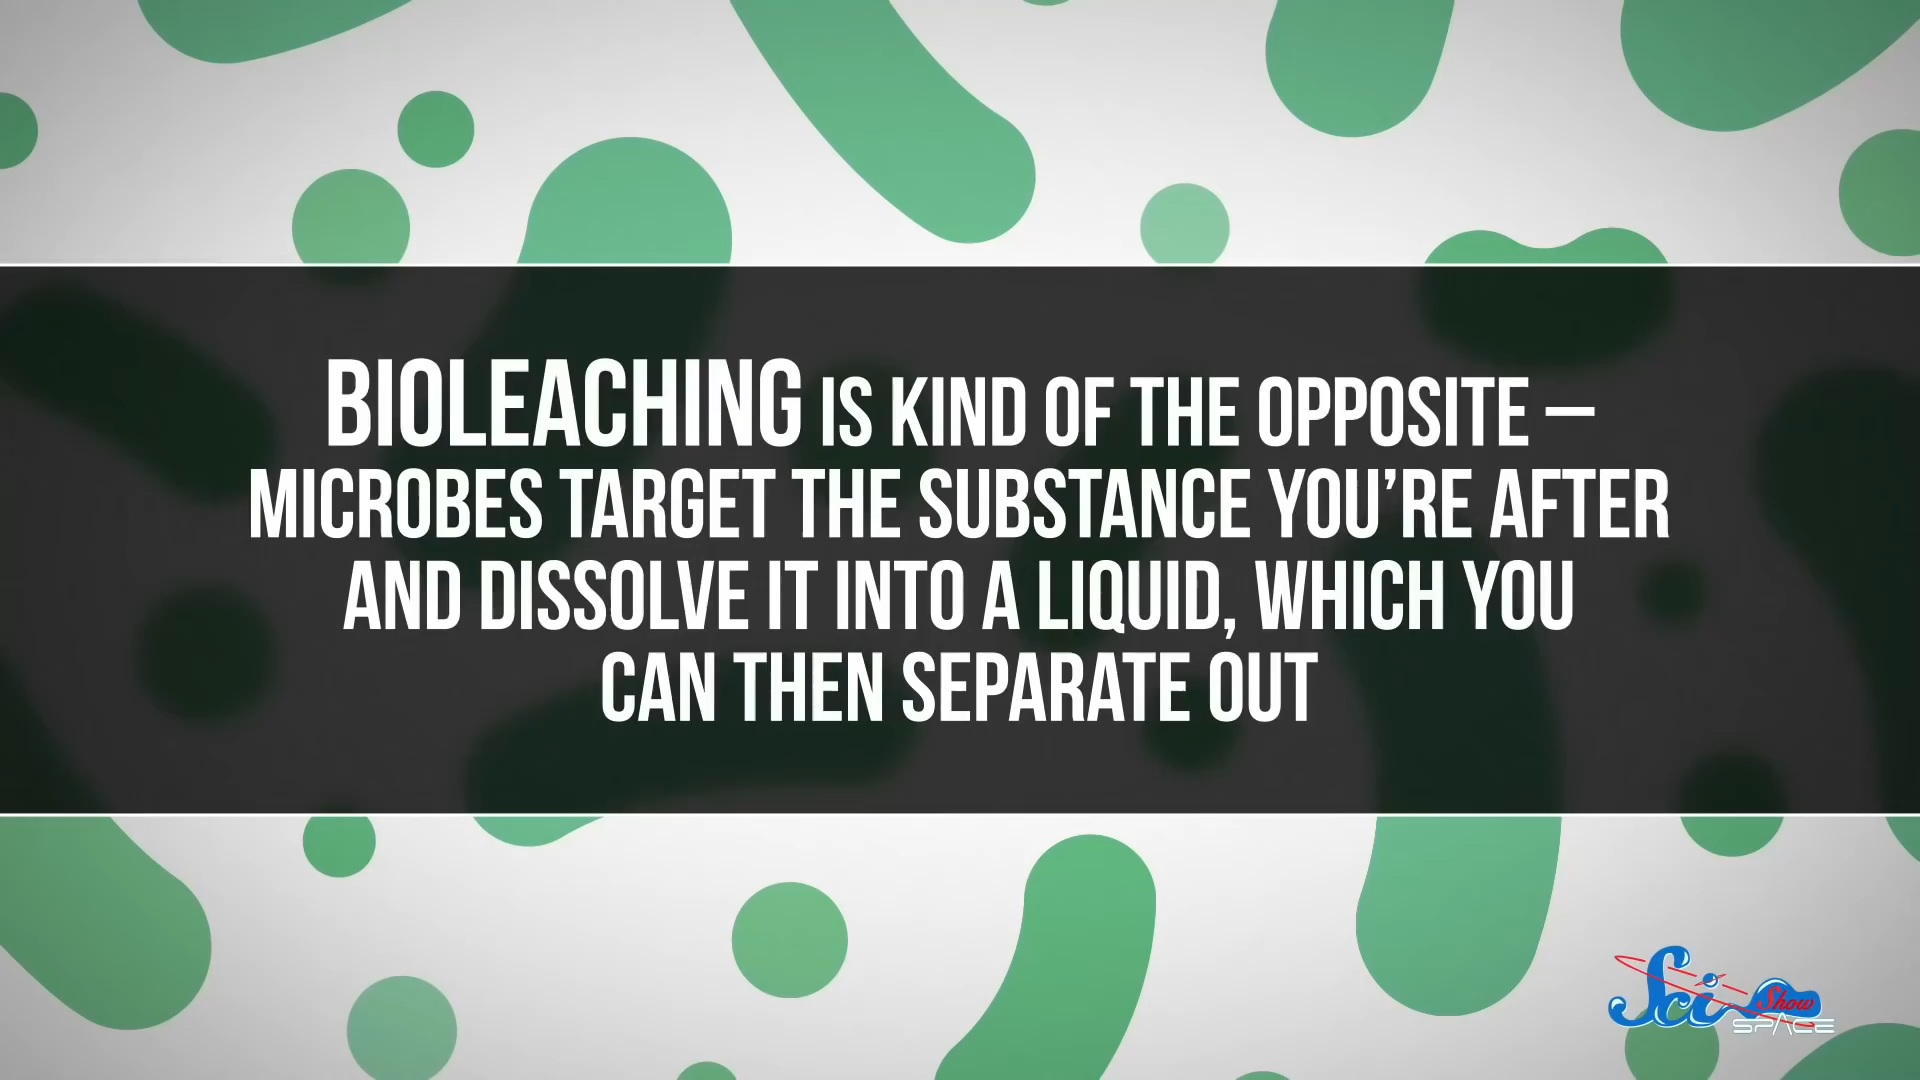 BIOLEACHING IS KIND OF THE OPPOSITE –
MICROBES TARGET THE SUBSTANCE YOU’RE AFTER
AND DISSOLVE IT INTO A LIQUID, WHICH YOU
CAN THEN SEPARATE OUT
Sci Show
SPACE